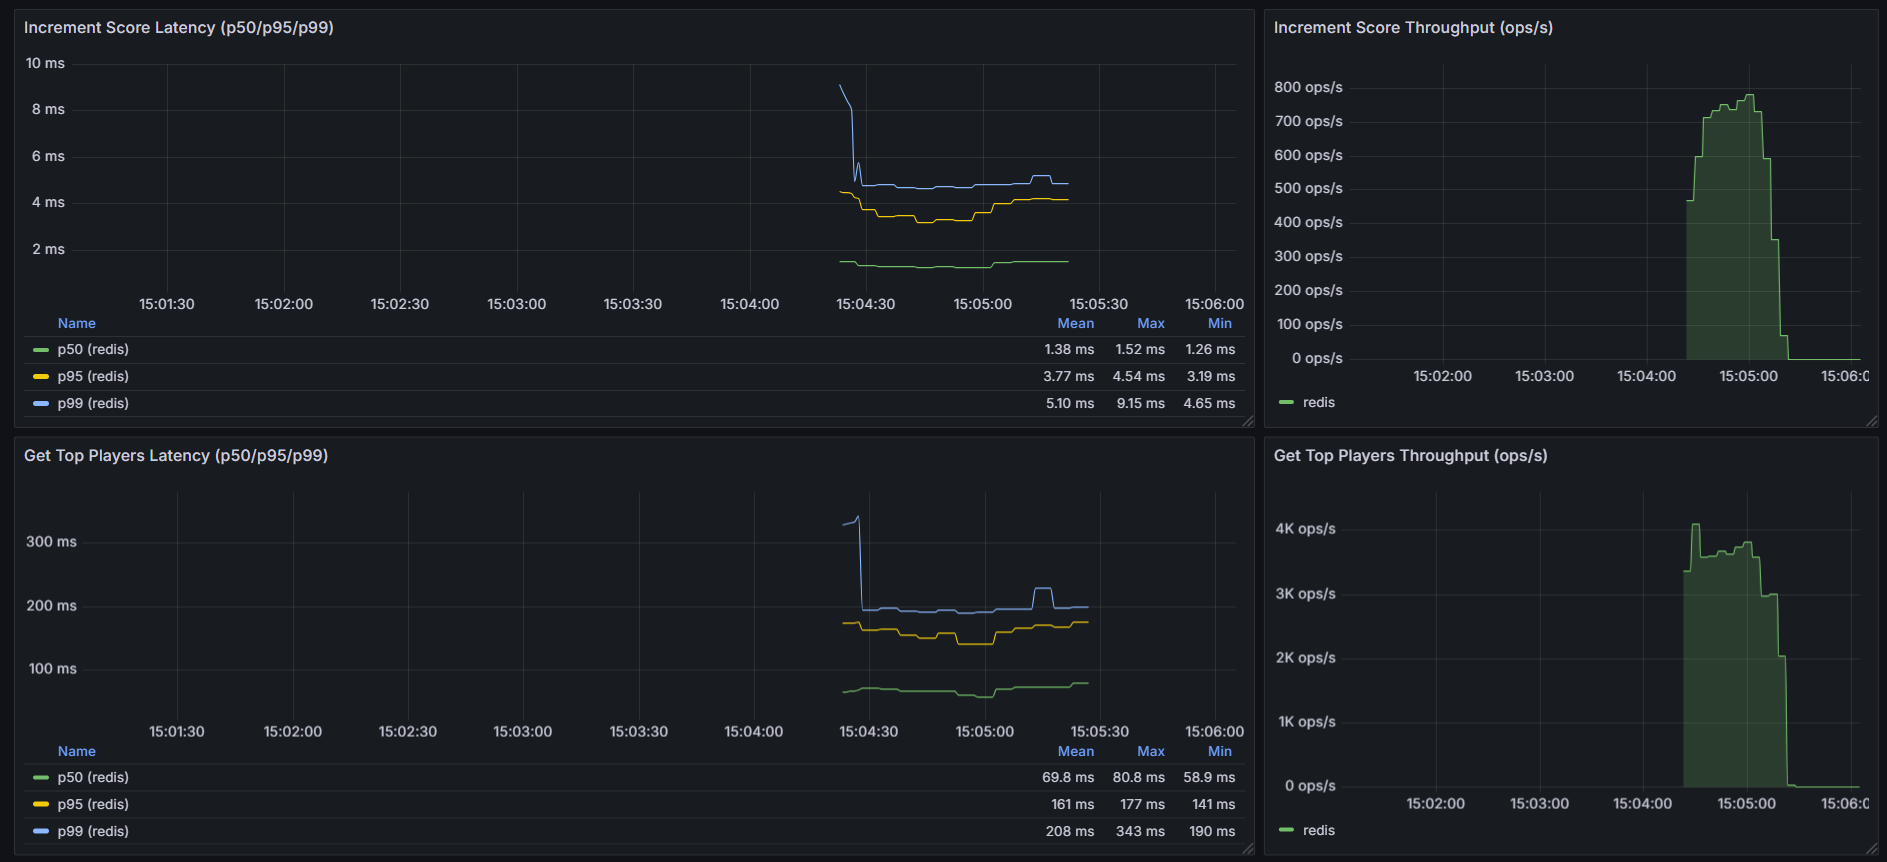 Increment Score Latency (p50/p95/p99)
10 ms
8 ms
6 ms
4 ms
2 ms
15:01:30 15:02:00 15:02:30 15:03:00 15:03:30 15:04:00 15:04:30 15:05:00 15:05:30 15:06:00
Name Mean Max Min
p50 (redis) 1.38 ms 1.52 ms 1.26 ms
p95 (redis) 3.77 ms 4.54 ms 3.19 ms
p99 (redis) 5.10 ms 9.15 ms 4.65 ms
Increment Score Throughput (ops/s)
800 ops/s
700 ops/s
600 ops/s
500 ops/s
400 ops/s
300 ops/s
200 ops/s
100 ops/s
0 ops/s
15:02:00 15:03:00 15:04:00 15:05:00 15:06:0
redis
Get Top Players Latency (p50/p95/p99)
300 ms
200 ms
100 ms
15:01:30 15:02:00 15:02:30 15:03:00 15:03:30 15:04:00 15:04:30 15:05:00 15:05:30 15:06:00
Name Mean Max Min
p50 (redis) 69.8 ms 80.8 ms 58.9 ms
p95 (redis) 161 ms 177 ms 141 ms
p99 (redis) 208 ms 343 ms 190 ms
Get Top Players Throughput (ops/s)
4K ops/s
3K ops/s
2K ops/s
1K ops/s
0 ops/s
15:02:00 15:03:00 15:04:00 15:05:00 15:06:0
redis